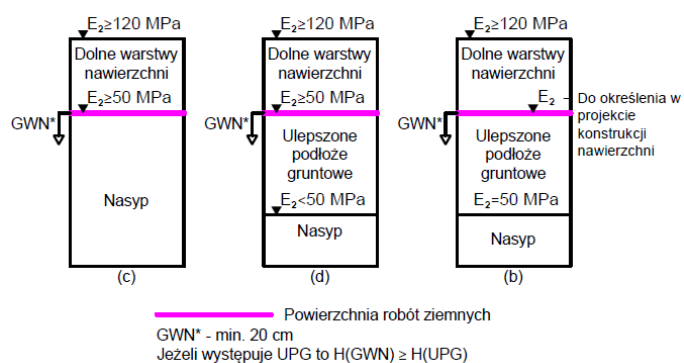 E₂≥120 MPa
Dolne warstwy
nawierzchni
E₂≥50 MPa
GWN*
Nasyp
(c)
E₂≥120 MPa
Dolne warstwy
nawierzchni
E₂≥50 MPa
GWN*
Ulepszone
podłoże
gruntowe
E₂<50 MPa
Nasyp
(d)
E₂≥120 MPa
Dolne warstwy
nawierzchni
E₂ - Do określenia w
projekcie
konstrukcji
nawierzchni
GWN*
Ulepszone
podłoże
gruntowe
E₂=50 MPa
Nasyp
(b)
Powierzchnia robót ziemnych
GWN* - min. 20 cm
Jeżeli występuje UPG to H(GWN) ≥ H(UPG)